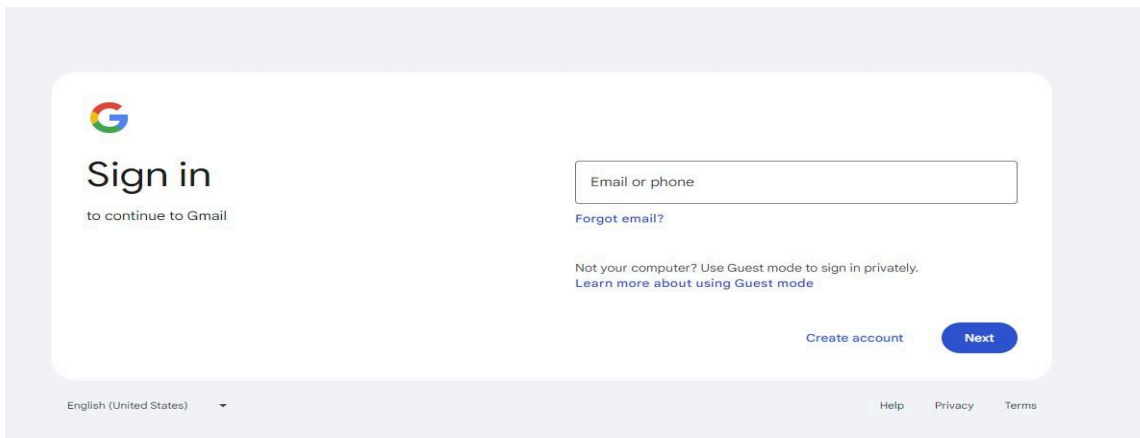 Sign in
to continue to Gmail
Email or phone
Forgot email?
Not your computer? Use Guest mode to sign in privately.
Learn more about using Guest mode
Create account
Next
English (United States)
Help
Privacy
Terms